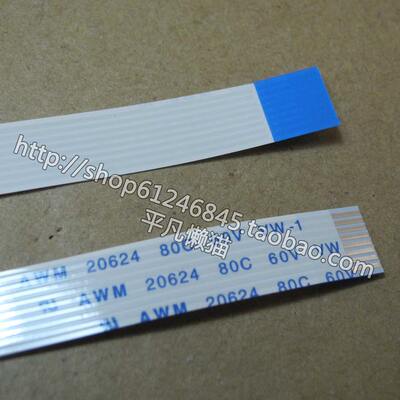 http://shop61246845.taobao.com
平凡懒猫
AWM 20624 80C 60V VW-1
AWM 20624 80C 60V VW
AWM 20624 80C 60V